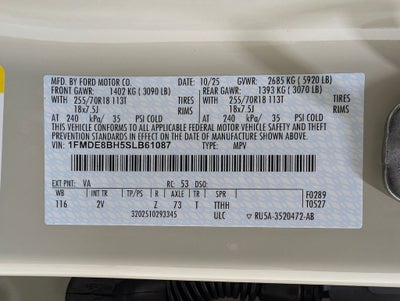 MFD. BY FORD MOTOR CO. 10/25 GVWR: 2685 KG ( 5920 LB)
FRONT GAWR: 1402 KG ( 3090 LB) REAR GAWR: 1393 KG ( 3070 LB)
WITH 255/70R18 113T TIRES WITH 255/70R18 113T TIRES
18x7.5J RIMS 18x7.5J RIMS
AT 240 kPa/ 35 PSI COLD AT 240 kPa/ 35 PSI COLD
THIS VEHICLE CONFORMS TO ALL APPLICABLE FEDERAL MOTOR VEHICLE SAFETY AND THEFT PREVENTION STANDARDS IN EFFECT ON THE DATE OF MANUFACTURE SHOWN ABOVE.
VIN: 1FMDE8BH5SLB61087 TYPE: MPV
EXT PNT: VA RC: 53 DSO: F0289
WB INT TR TP/PS R AX TR SPR T0527
116 2V Z 73 T TTHH
3202510293345 ULC RU5A-3520472-AB